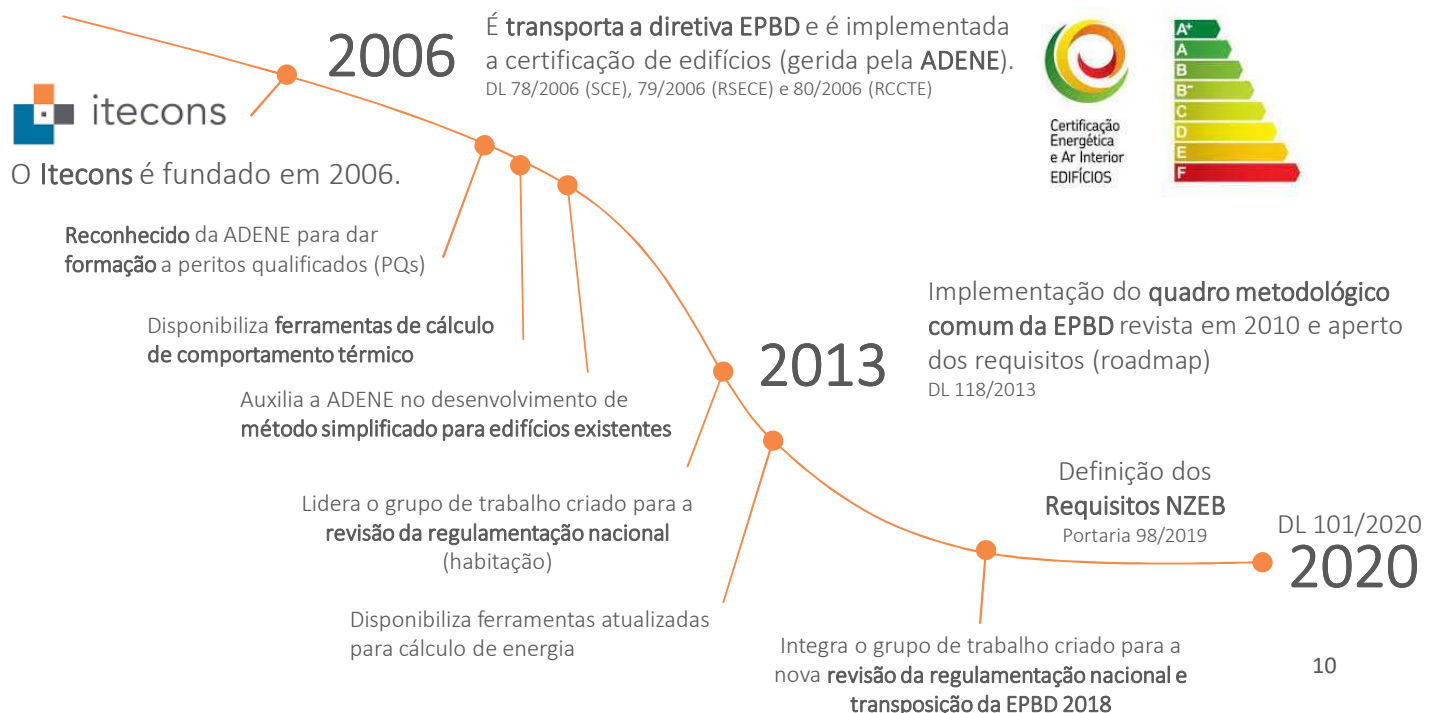 2006
É transporta a diretiva EPBD e é implementada
a certificação de edifícios (gerida pela ADENE).
DL 78/2006 (SCE), 79/2006 (RSECE) e 80/2006 (RCCTE)
Certificação
Energética
e Ar Interior
EDIFÍCIOS
A+
A
B
B-
C
D
E
F
itecons
O Itecons é fundado em 2006.
Reconhecido da ADENE para dar
formação a peritos qualificados (PQs)
Disponibiliza ferramentas de cálculo
de comportamento térmico
Auxilia a ADENE no desenvolvimento de
método simplificado para edifícios existentes
2013
Implementação do quadro metodológico
comum da EPBD revista em 2010 e aperto
dos requisitos (roadmap)
DL 118/2013
Lidera o grupo de trabalho criado para a
revisão da regulamentação nacional
(habitação)
Disponibiliza ferramentas atualizadas
para cálculo de energia
Definição dos
Requisitos NZEB
Portaria 98/2019
DL 101/2020
2020
Integra o grupo de trabalho criado para a
nova revisão da regulamentação nacional e
transposição da EPBD 2018
10